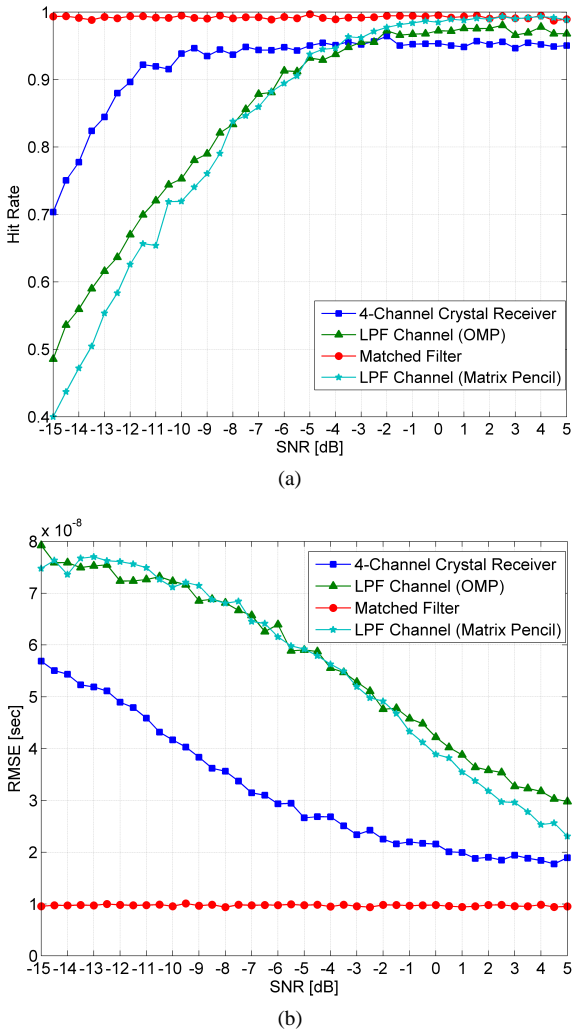 1
0.9
0.8
0.7
0.6
0.5
0.4
Hit Rate
4-Channel Crystal Receiver
LPF Channel (OMP)
Matched Filter
LPF Channel (Matrix Pencil)
-15 -14 -13 -12 -11 -10 -9 -8 -7 -6 -5 -4 -3 -2 -1 0 1 2 3 4 5
SNR [dB]
(a)
x 10^-8
8
7
6
5
4
3
2
1
0
RMSE [sec]
4-Channel Crystal Receiver
LPF Channel (OMP)
Matched Filter
LPF Channel (Matrix Pencil)
-15 -14 -13 -12 -11 -10 -9 -8 -7 -6 -5 -4 -3 -2 -1 0 1 2 3 4 5
SNR [dB]
(b)